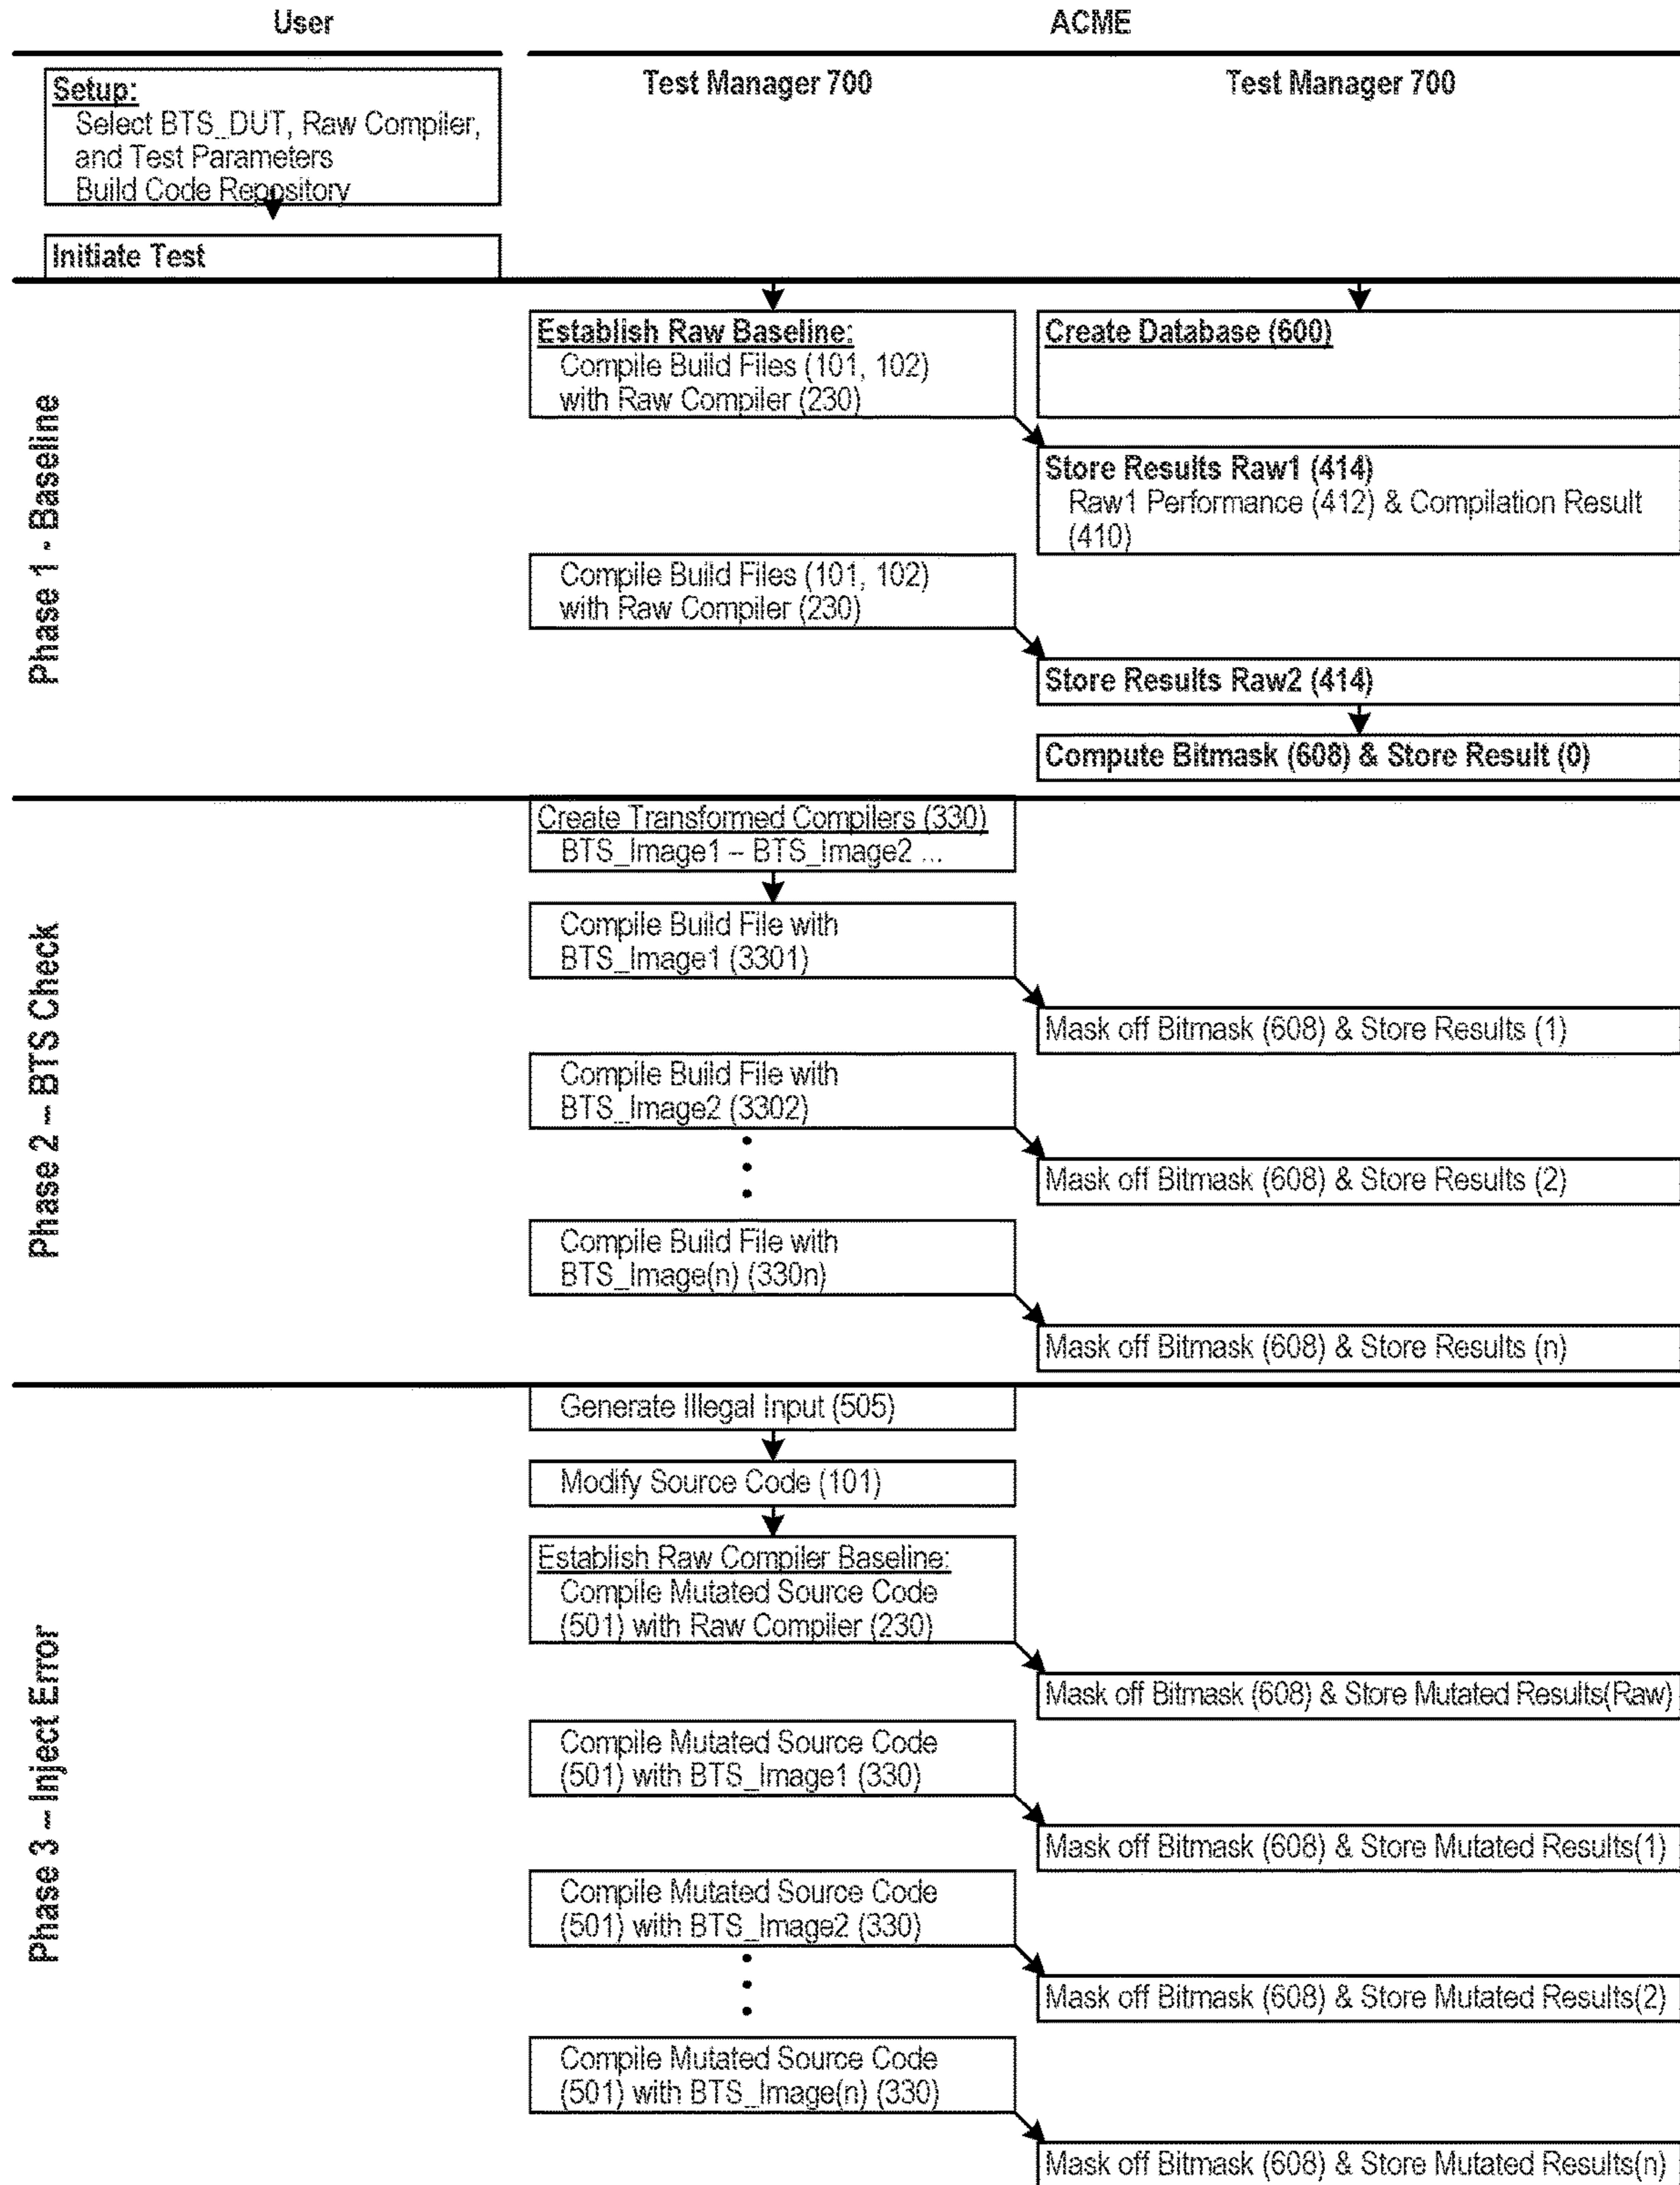 User
ACME
Setup:
Select BTS_DUT, Raw Compiler,
and Test Parameters
Build Code Repository
Test Manager 700
Test Manager 700
Initiate Test
Phase 1 - Baseline
Establish Raw Baseline:
Compile Build Files (101, 102)
with Raw Compiler (230)
Create Database (600)
Store Results Raw1 (414)
Raw1 Performance (412) & Compilation Result
(410)
Compile Build Files (101, 102)
with Raw Compiler (230)
Store Results Raw2 (414)
Compute Bitmask (608) & Store Result (0)
Phase 2 – BTS Check
Create Transformed Compilers (330)
BTS_Image1 – BTS_Image2 ...
Compile Build File with
BTS_Image1 (3301)
Mask off Bitmask (608) & Store Results (1)
Compile Build File with
BTS_Image2 (3302)
Mask off Bitmask (608) & Store Results (2)
Compile Build File with
BTS_Image(n) (330n)
Mask off Bitmask (608) & Store Results (n)
Phase 3 – Inject Error
Generate Illegal Input (505)
Modify Source Code (101)
Establish Raw Compiler Baseline:
Compile Mutated Source Code
(501) with Raw Compiler (230)
Mask off Bitmask (608) & Store Mutated Results(Raw)
Compile Mutated Source Code
(501) with BTS_Image1 (330)
Mask off Bitmask (608) & Store Mutated Results(1)
Compile Mutated Source Code
(501) with BTS_Image2 (330)
Mask off Bitmask (608) & Store Mutated Results(2)
Compile Mutated Source Code
(501) with BTS_Image(n) (330)
Mask off Bitmask (608) & Store Mutated Results(n)